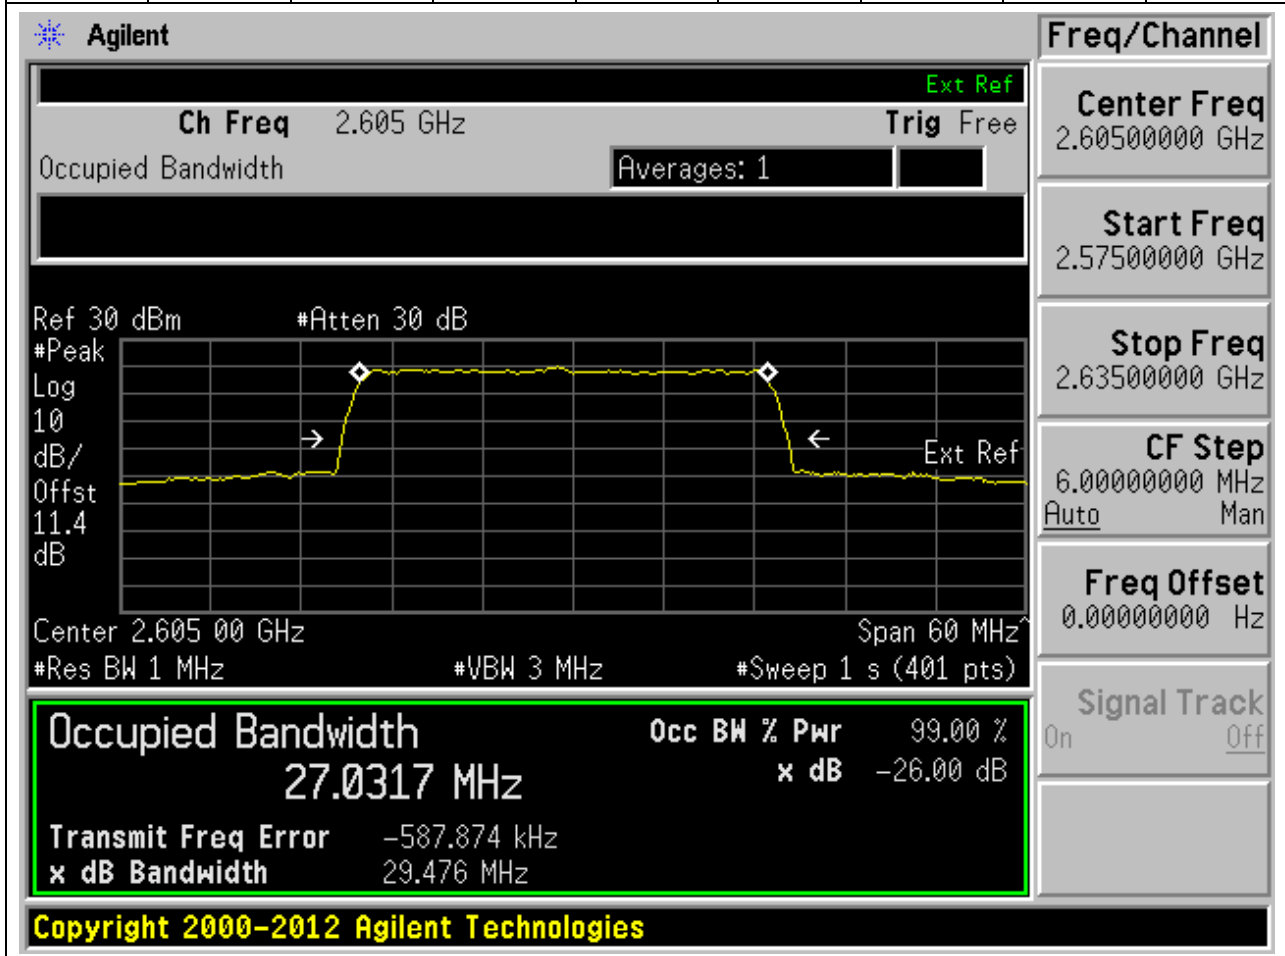 Agilent
Freq/Channel
Ext Ref
Ch Freq 2.605 GHz Trig Free
Occupied Bandwidth Averages: 1
Center Freq
2.60500000 GHz
Start Freq
2.57500000 GHz
Stop Freq
2.63500000 GHz
CF Step
6.00000000 MHz
Auto Man
Freq Offset
0.00000000 Hz
Signal Track
On Off
Ref 30 dBm #Atten 30 dB
#Peak
Log
10
dB/
Offst
11.4
dB
Ext Ref
Center 2.605 00 GHz Span 60 MHz^
#Res BW 1 MHz #VBW 3 MHz #Sweep 1 s (401 pts)
Occupied Bandwidth Occ BW % Pwr 99.00 %
27.0317 MHz x dB -26.00 dB
Transmit Freq Error -587.874 kHz
x dB Bandwidth 29.476 MHz
Copyright 2000-2012 Agilent Technologies